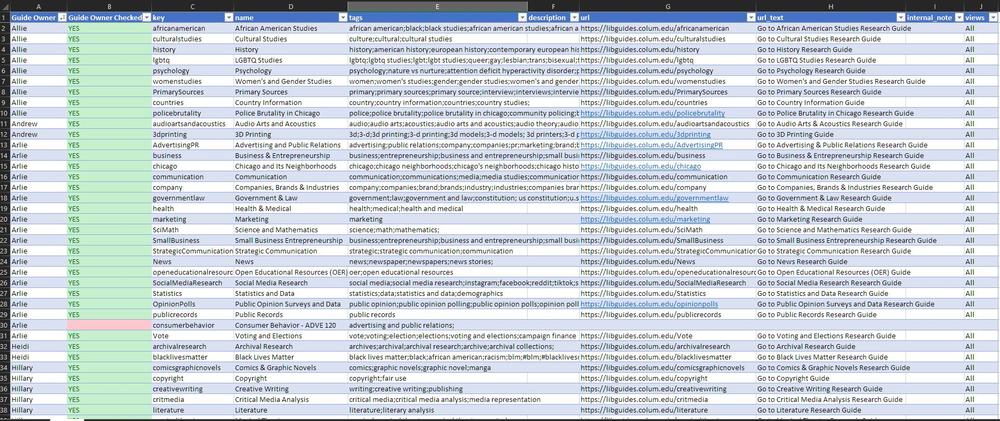 A B C D E F G H I J
1 Guide Owner Guide Owner Checked key name tags description url url_text internal_note views
2 Allie YES africanamerican African American Studies african american;black;black studies;african american studies;african a https://libguides.colum.edu/africanamerican Go to African American Studies Research Guide All
3 Allie YES culturalstudies Cultural Studies culture;cultural;cultural studies https://libguides.colum.edu/culturalstudies Go to Cultural Studies Research Guide All
4 Allie YES history History history;american history;european history;contemporary european his https://libguides.colum.edu/history Go to History Research Guide All
5 Allie YES lgbtq LGBTQ Studies lgbtq;lgbtq studies;lgbt;lgbt studies;queer;gay;lesbian;trans;bisexual;t https://libguides.colum.edu/lgbtq Go to LGBTQ Studies Research Guide All
6 Allie YES psychology Psychology psychology;nature vs nurture;attention deficit hyperactivity disorder;p https://libguides.colum.edu/psychology Go to Psychology Research Guide All
7 Allie YES womenstudies Women's and Gender Studies women;women's studies;gender;gender studies;women's and gender https://libguides.colum.edu/womenstudies Go to Women's and Gender Studies Research Guide All
8 Allie YES PrimarySources Primary Sources primary;primary sources;primary source;interview;interviews;intervie https://libguides.colum.edu/PrimarySources Go to Primary Sources Research Guide All
9 Allie YES countries Country Information country;country information;countries;country studies; https://libguides.colum.edu/countries Go to Country Information Guide All
10 Allie YES policebrutality Police Brutality in Chicago police;police brutality;police brutality in chicago;community policing;b https://libguides.colum.edu/policebrutality Go to Police Brutality in Chicago Research Guide All
11 Andrew YES audioartsandacoustics Audio Arts and Acoustics audio;audio arts;acoustics;audio arts and acoustics;audio theory;audio https://libguides.colum.edu/audioartsandacoustics Go to Audio Arts & Acoustics Research Guide All
12 Andrew YES 3dprinting 3D Printing 3d;3-d;3d printing;3-d printing;3d models;3-d models; 3d printers;3-d p https://libguides.colum.edu/3dprinting Go to 3D Printing Guide All
13 Arlie YES AdvertisingPR Advertising and Public Relations advertising;public relations;company;companies;pr;marketing;brand;b https://libguides.colum.edu/AdvertisingPR Go to Advertising & Public Relations Research Guide All
14 Arlie YES business Business & Entrepreneurship business;entrepreneurship;business and entrepreneurship;small busi https://libguides.colum.edu/business Go to Business & Entrepreneurship Research Guide All
15 Arlie YES chicago Chicago and Its Neighborhoods chicago;chicago neighborhoods;chicago's neighborhoods;chicago histo https://libguides.colum.edu/chicago Go to Chicago and Its Neighborhoods Research Guide All
16 Arlie YES communication Communication communication;communications;media;media studies;communication https://libguides.colum.edu/communication Go to Communication Research Guide All
17 Arlie YES company Companies, Brands & Industries company;companies;brand;brands;industry;industries;companies bran https://libguides.colum.edu/company Go to Companies, Brands & Industries Research Guide All
18 Arlie YES governmentlaw Government & Law government;law;government and law;constitution; us constitution;u.s https://libguides.colum.edu/governmentlaw Go to Government & Law Research Guide All
19 Arlie YES health Health & Medical health;medical;health and medical https://libguides.colum.edu/health Go to Health & Medical Research Guide All
20 Arlie YES marketing Marketing marketing https://libguides.colum.edu/marketing Go to Marketing Research Guide All
21 Arlie YES SciMath Science and Mathematics science;math;mathematics; https://libguides.colum.edu/SciMath Go to Science and Mathematics Research Guide All
22 Arlie YES SmallBusiness Small Business Entrepreneurship business;entrepreneurship;business and entrepreneurship;small busi https://libguides.colum.edu/SmallBusiness Go to Small Business Entrepreneurship Research Guide All
23 Arlie YES StrategicCommunication Strategic Communication strategic;strategic communication;communication https://libguides.colum.edu/StrategicCommunication Go to Strategic Communication Research Guide All
24 Arlie YES News News news;newspaper;newspapers;news stories; https://libguides.colum.edu/News Go to News Research Guide All
25 Arlie YES openeducationalresourc Open Educational Resources (OER) oer;open educational resources https://libguides.colum.edu/openeducationalresourc Go to Open Educational Resources (OER) Guide All
26 Arlie YES SocialMediaResearch Social Media Research social media;social media research;instagram;facebook;reddit;tiktok;s https://libguides.colum.edu/SocialMediaResearch Go to Social Media Research Research Guide All
27 Arlie YES Statistics Statistics and Data statistics;data;statistics and data;demographics https://libguides.colum.edu/Statistics Go to Statistics and Data Research Guide All
28 Arlie YES OpinionPolls Public Opinion Surveys and Data public opinion;public opinion polling;public opinion polls;opinion poll https://libguides.colum.edu/opinionpolls Go to Public Opinion Surveys and Data Research Guide All
29 Arlie YES publicrecords Public Records public records https://libguides.colum.edu/publicrecords Go to Public Records Research Guide All
30 Arlie consumerbehavior Consumer Behavior - ADVE 120 advertising and public relations;
31 Arlie YES Vote Voting and Elections vote;voting;election;elections;voting and elections;campaign finance https://libguides.colum.edu/Vote Go to Voting and Elections Research Guide All
32 Heidi YES archivalresearch Archival Research archives;archival;archival research;archive;archival collections; https://libguides.colum.edu/archivalresearch Go to Archival Research Guide All
33 Heidi YES blacklivesmatter Black Lives Matter black lives matter;black;african american;racism;blm;#blm;#blacklives https://libguides.colum.edu/blacklivesmatter Go to Black Lives Matter Research Guide All
34 Hillary YES comicsgraphicnovels Comics & Graphic Novels comics;graphic novels;graphic novel;manga https://libguides.colum.edu/comicsgraphicnovels Go to Comics & Graphic Novels Research Guide All
35 Hillary YES copyright Copyright copyright;fair use https://libguides.colum.edu/copyright Go to Copyright Guide All
36 Hillary YES creativewriting Creative Writing writing;creative writing;publishing https://libguides.colum.edu/creativewriting Go to Creative Writing Research Guide All
37 Hillary YES critmedia Critical Media Analysis critical media;critical media analysis;media representation https://libguides.colum.edu/critmedia Go to Critical Media Analysis Research Guide All
38 Hillary YES literature Literature literature;literary analysis https://libguides.colum.edu/literature Go to Literature Research Guide All